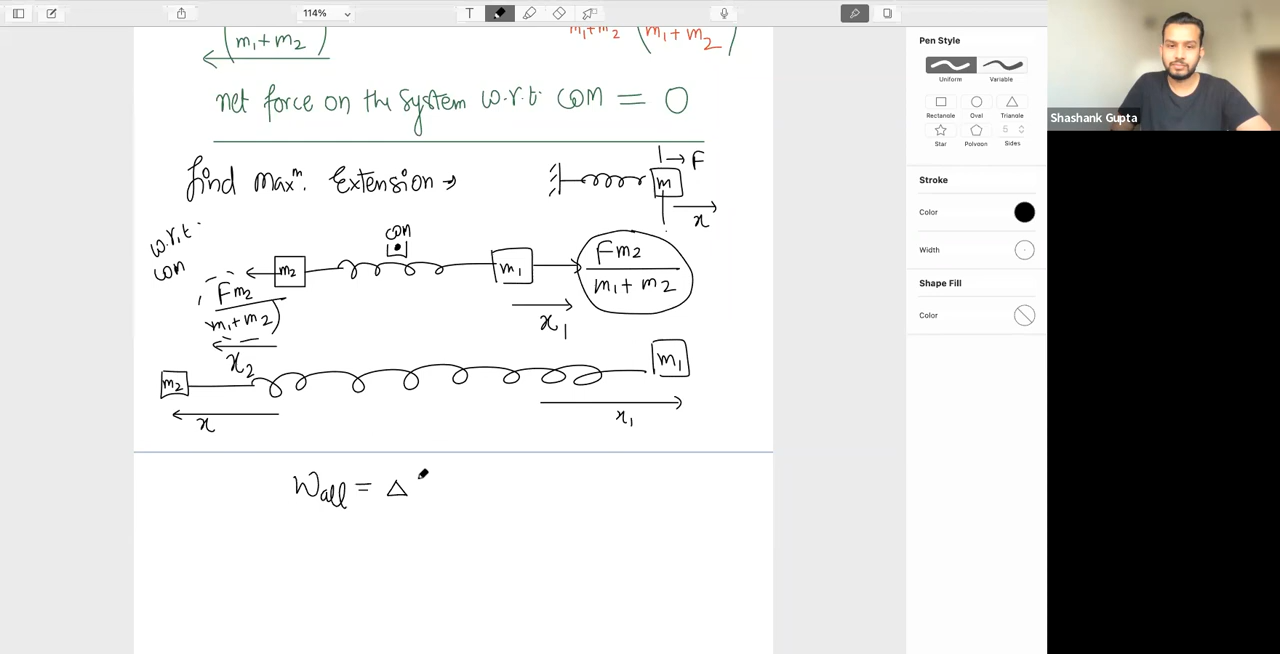 114%
T
(m1+m2)
m1+m2 (m1+m2)
net force on the system w.r.t. COM = 0
find Maxm. Extension →
F
m
x
w.r.t.
com
com
m2
m1
Fm2
m1+m2
Fm2
m1+m2
x1
x2
m2
m1
x
x1
Wall = Δ
Pen Style
Uniform
Variable
Rectangle
Oval
Triangle
Star
Polygon
5
Sides
Stroke
Color
Width
Shape Fill
Color
Shashank Gupta